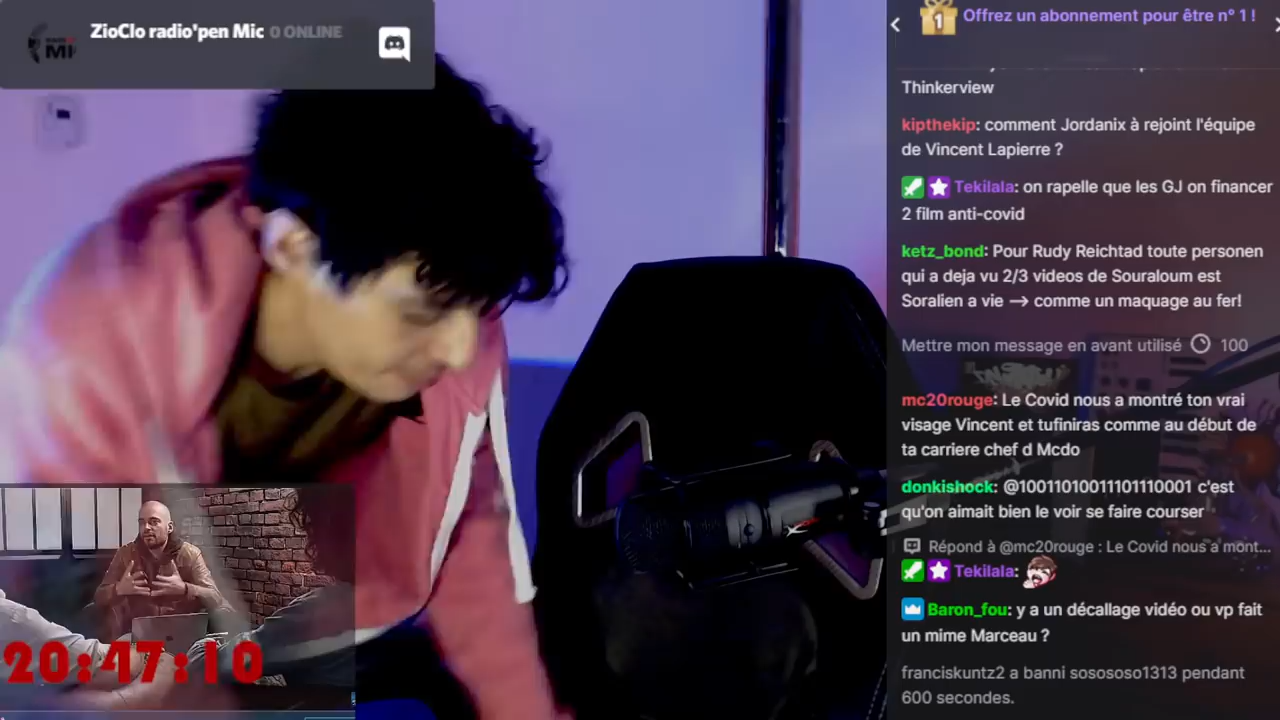 ZioClo radio'pen Mic 0 ONLINE
MIC
20:47:10
1
Offrez un abonnement pour être n° 1 !
Thinkerview
kipthekip: comment Jordanix à rejoint l'équipe
de Vincent Lapierre ?
Tekilala: on rapelle que les GJ on financer
2 film anti-covid
ketz_bond: Pour Rudy Reichtad toute personen
qui a deja vu 2/3 videos de Souraloum est
Soralien a vie --> comme un maquage au fer!
Mettre mon message en avant utilisé 100
mc20rouge: Le Covid nous a montré ton vrai
visage Vincent et tufiniras comme au début de
ta carriere chef d Mcdo
donkishock: @10011010011101110001 c'est
qu'on aimait bien le voir se faire courser
Répond à @mc20rouge : Le Covid nous a mont...
Tekilala:
Baron_fou: y a un décallage vidéo ou vp fait
un mime Marceau ?
franciskuntz2 a banni sosososo1313 pendant
600 secondes.